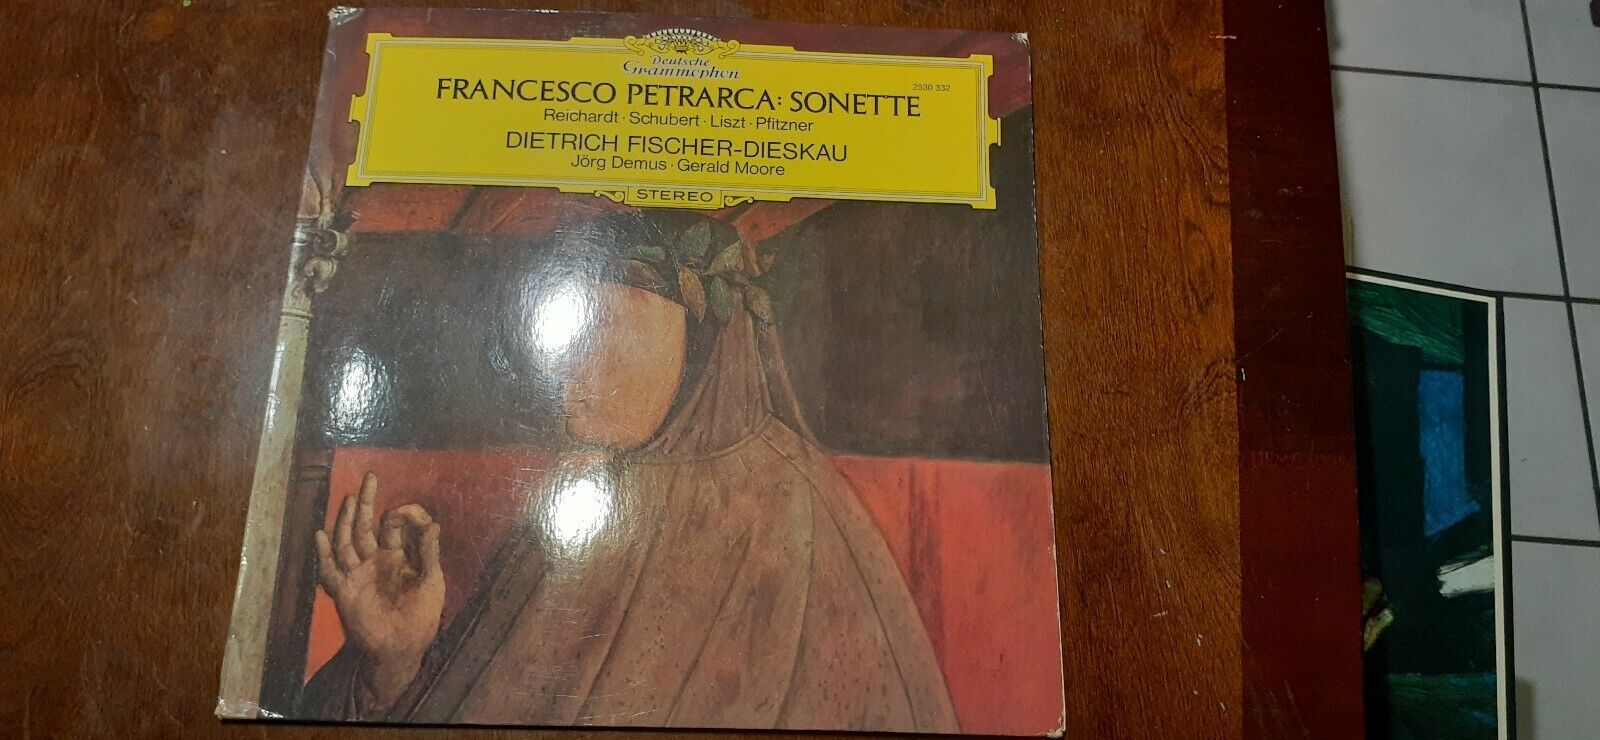 Deutsche
Grammophon
FRANCESCO PETRARCA: SONETTE
2530 332
Reichardt · Schubert · Liszt · Pfitzner
DIETRICH FISCHER-DIESKAU
Jörg Demus · Gerald Moore
STEREO